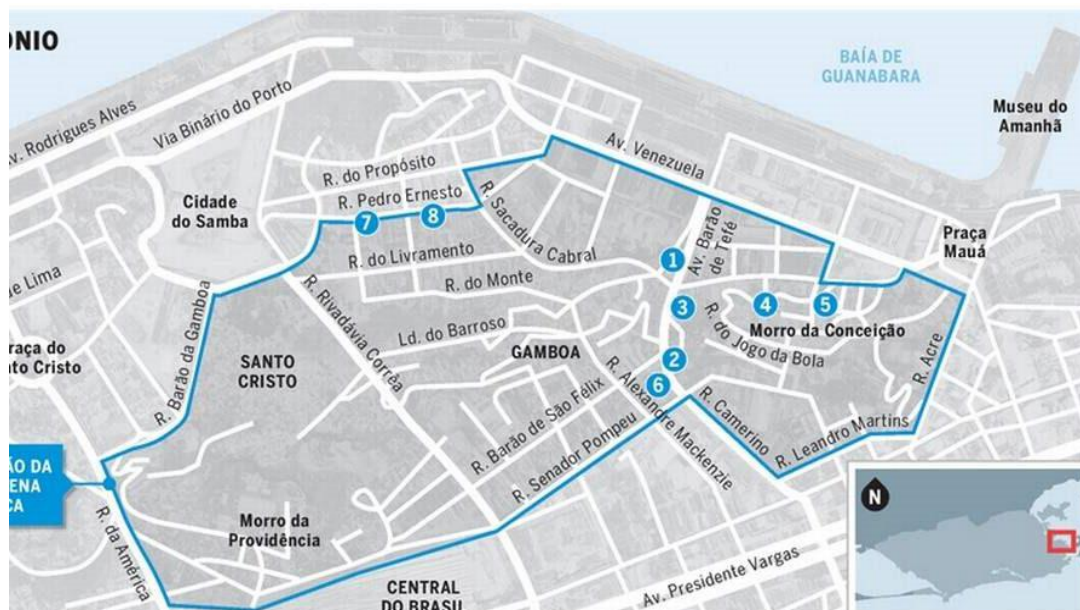 ÔNIO
BAÍA DE
GUANABARA
Museu do
Amanhã
Av. Rodrigues Alves
Via Binário do Porto
Av. Venezuela
R. do Propósito
R. Pedro Ernesto
Cidade
do Samba
7
8
R. Sacadura Cabral
Av. Barão
de Tefé
Praça
Mauá
R. do Livramento
1
R. do Monte
3
4
5
Morro da Conceição
R. do Jogo da Bola
R. Barão da Gamboa
R. Rivadávia Corrêa
Ld. do Barroso
GAMBOA
SANTO
CRISTO
2
6
R. Acre
R. Alexandre Mackenzie
R. Camerino
R. Leandro Martins
R. Barão de São Félix
R. Senador Pompeu
ue Lima
raça do
nto Cristo
ÃO DA
ENA
CA
R. da América
Morro da
Providência
CENTRAL
DO BRASIL
Av. Presidente Vargas
N